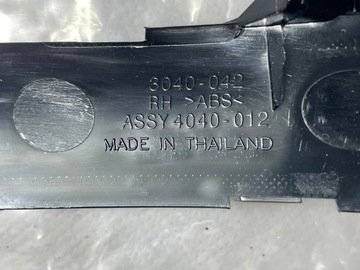 3040-042
RH >ABS<
ASSY 4040-012
MADE IN THAILAND